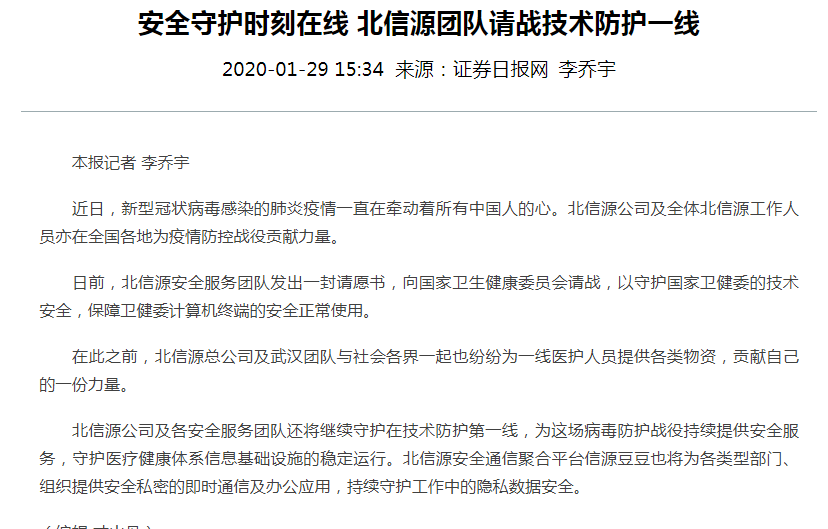 安全守护时刻在线 北信源团队请战技术防护一线
2020-01-29 15:34 来源：证券日报网 李乔宇
本报记者 李乔宇
近日，新型冠状病毒感染的肺炎疫情一直在牵动着所有中国人的心。北信源公司及全体北信源工作人
员亦在全国各地为疫情防控战役贡献力量。
日前，北信源安全服务团队发出一封请愿书，向国家卫生健康委员会请战，以守护国家卫健委的技术
安全，保障卫健委计算机终端的安全正常使用。
在此之前，北信源总公司及武汉团队与社会各界一起也纷纷为一线医护人员提供各类物资，贡献自己
的一份力量。
北信源公司及各安全服务团队还将继续守护在技术防护第一线，为这场病毒防护战役持续提供安全服
务，守护医疗健康体系信息基础设施的稳定运行。北信源安全通信聚合平台信源豆豆也将为各类型部门、
组织提供安全私密的即时通信及办公应用，持续守护工作中的隐私数据安全。